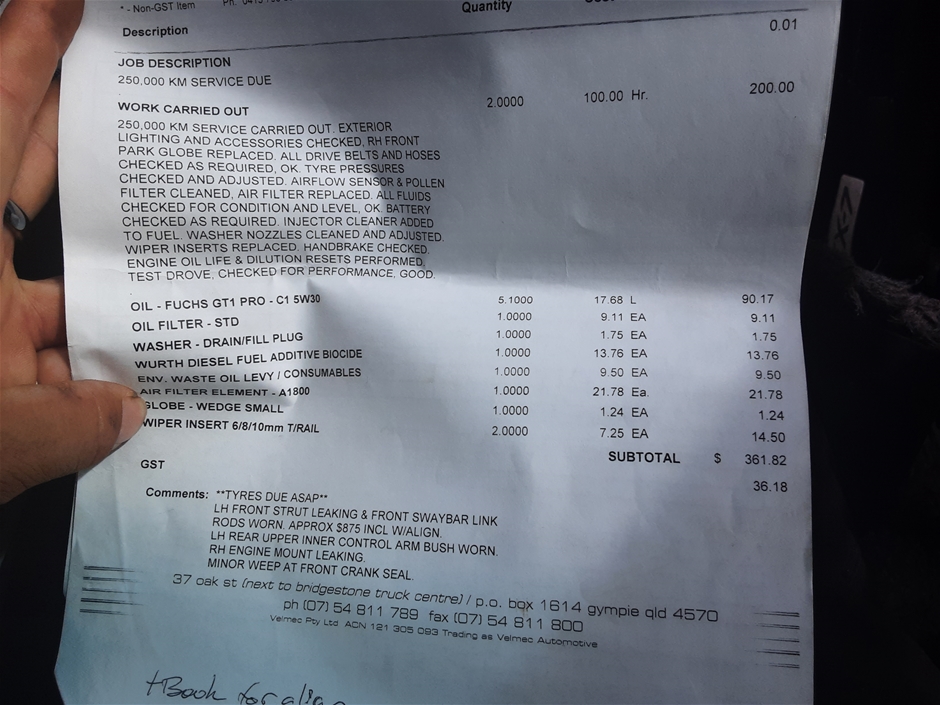 * - Non-GST Item Ph.
Quantity
Description 0.01
JOB DESCRIPTION
250,000 KM SERVICE DUE
WORK CARRIED OUT 2.0000 100.00 Hr. 200.00
250,000 KM SERVICE CARRIED OUT. EXTERIOR
LIGHTING AND ACCESSORIES CHECKED, RH FRONT
PARK GLOBE REPLACED. ALL DRIVE BELTS AND HOSES
CHECKED AS REQUIRED, OK. TYRE PRESSURES
CHECKED AND ADJUSTED. AIRFLOW SENSOR & POLLEN
FILTER CLEANED, AIR FILTER REPLACED. ALL FLUIDS
CHECKED FOR CONDITION AND LEVEL, OK. BATTERY
CHECKED AS REQUIRED. INJECTOR CLEANER ADDED
TO FUEL. WASHER NOZZLES CLEANED AND ADJUSTED.
WIPER INSERTS REPLACED. HANDBRAKE CHECKED.
ENGINE OIL LIFE & DILUTION RESETS PERFORMED,
TEST DROVE, CHECKED FOR PERFORMANCE, GOOD.
OIL - FUCHS GT1 PRO - C1 5W30 5.1000 17.68 L 90.17
OIL FILTER - STD 1.0000 9.11 EA 9.11
WASHER - DRAIN/FILL PLUG 1.0000 1.75 EA 1.75
WURTH DIESEL FUEL ADDITIVE BIOCIDE 1.0000 13.76 EA 13.76
ENV. WASTE OIL LEVY / CONSUMABLES 1.0000 9.50 EA 9.50
AIR FILTER ELEMENT - A1800 1.0000 21.78 Ea. 21.78
GLOBE - WEDGE SMALL 1.0000 1.24 EA 1.24
WIPER INSERT 6/8/10mm T/RAIL 2.0000 7.25 EA 14.50
SUBTOTAL $ 361.82
GST 36.18
Comments: **TYRES DUE ASAP**
LH FRONT STRUT LEAKING & FRONT SWAYBAR LINK
RODS WORN. APPROX $875 INCL W/ALIGN.
LH REAR UPPER INNER CONTROL ARM BUSH WORN.
RH ENGINE MOUNT LEAKING.
MINOR WEEP AT FRONT CRANK SEAL.
37 oak st (next to bridgestone truck centre) / p.o. box 1614 gympie qld 4570
ph (07) 54 811 789 fax (07) 54 811 800
Velmec Pty Ltd. ACN 121 305 093 Trading as Velmec Automotive
+Book for